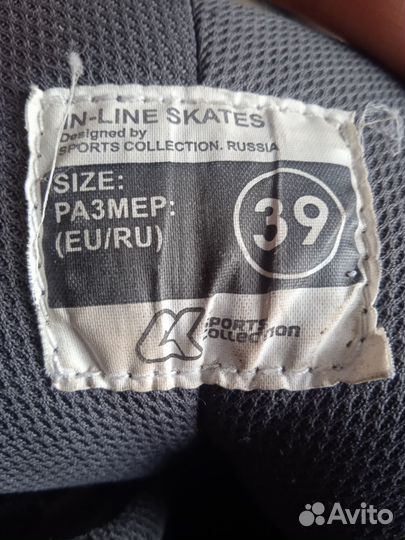 IN-LINE SKATES
Designed by
SPORTS COLLECTION. RUSSIA
SIZE:
РАЗМЕР:
(EU/RU)
39
SPORTS
collection
Avito